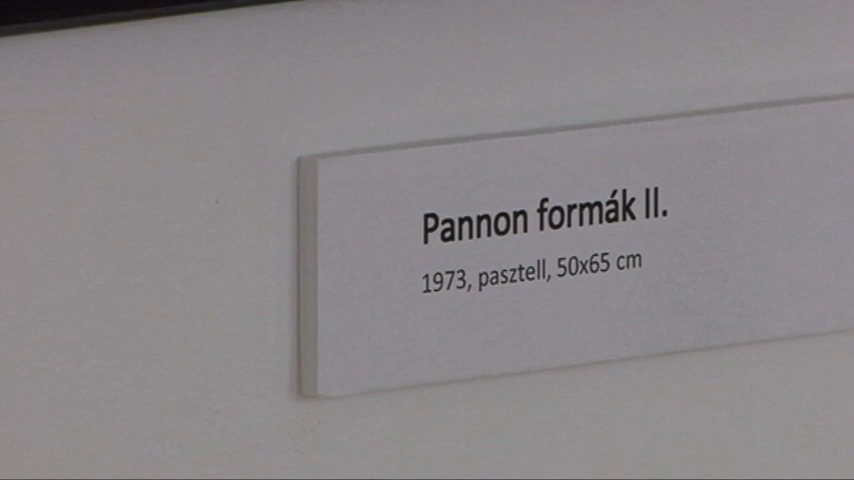 Pannon formák II.
1973, pasztell, 50x65 cm